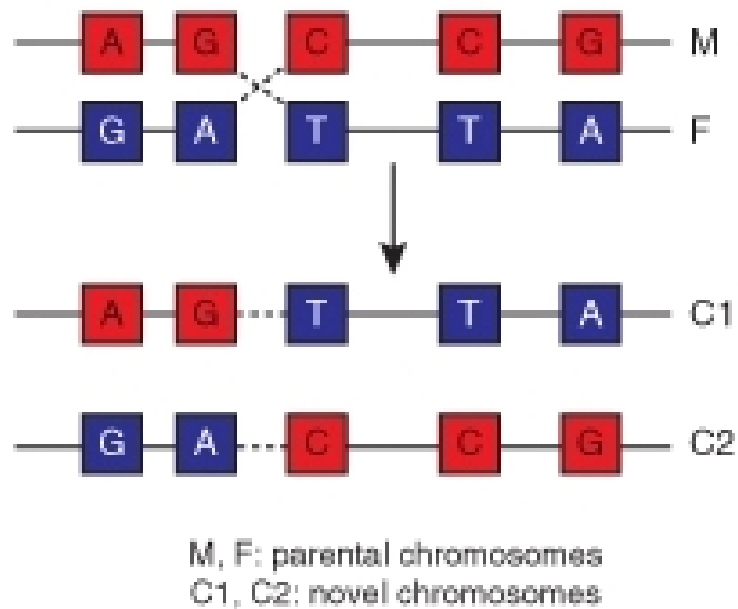 A G C C G M
G A T T A F
A G T T A C1
G A C C G C2
M, F: parental chromosomes
C1, C2: novel chromosomes